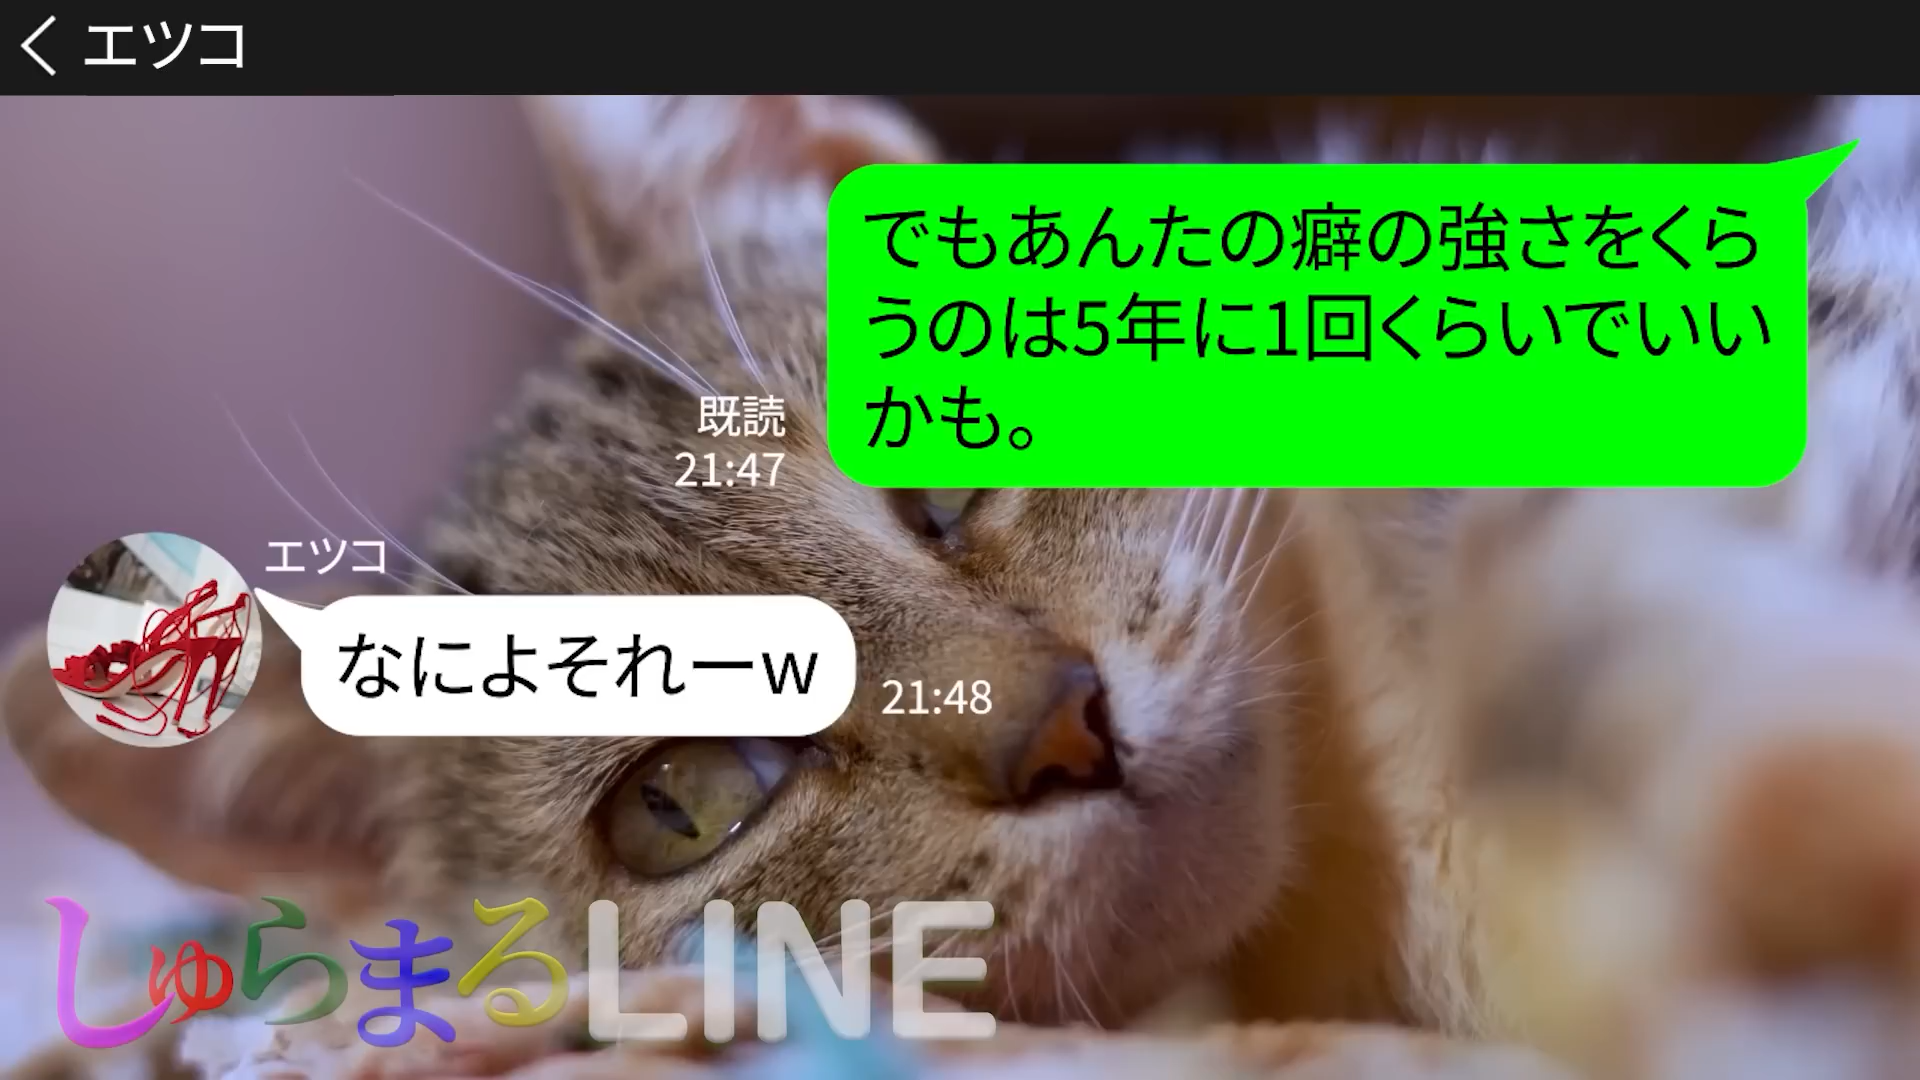 エツコ
でもあんたの癖の強さをくら
うのは5年に1回くらいでいい
かも。
既読
21:47
エツコ
なによそれーw
21:48
しゅらまるLINE